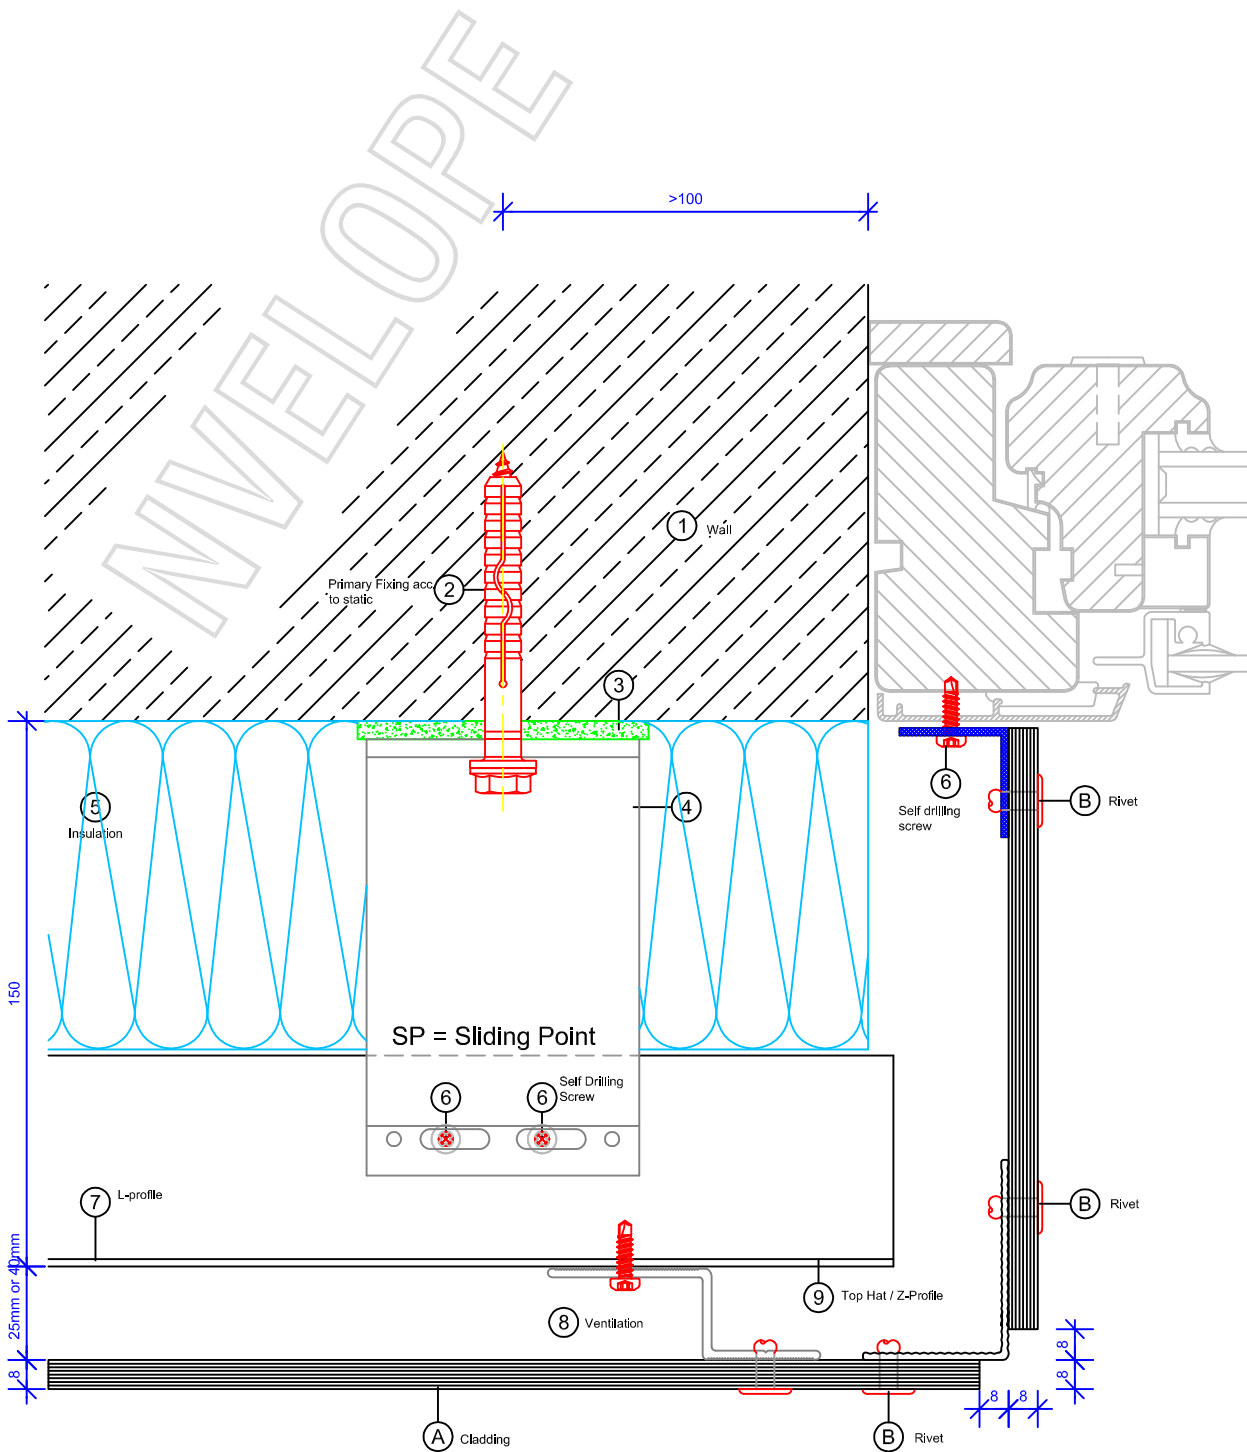 NVELOPE
>100
1 Wall
Primary Fixing acc.
to static
2
3
4
5
Insulation
6
Self drilling
screw
B Rivet
150
SP = Sliding Point
6
6
Self Drilling
Screw
7 L-profile
B Rivet
25mm or 40mm
9 Top Hat / Z-Profile
8 Ventilation
8
8
8
8
8
A Cladding
B Rivet